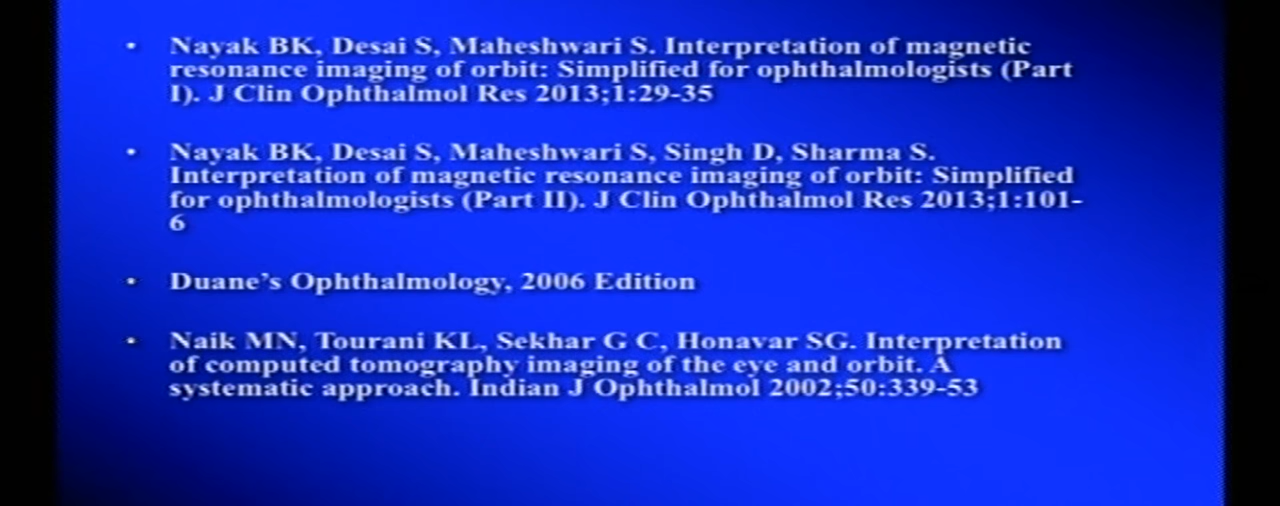 • Nayak BK, Desai S, Maheshwari S. Interpretation of magnetic
resonance imaging of orbit: Simplified for ophthalmologists (Part
I). J Clin Ophthalmol Res 2013;1:29-35
• Nayak BK, Desai S, Maheshwari S, Singh D, Sharma S.
Interpretation of magnetic resonance imaging of orbit: Simplified
for ophthalmologists (Part II). J Clin Ophthalmol Res 2013;1:101-
6
• Duane’s Ophthalmology, 2006 Edition
• Naik MN, Tourani KL, Sekhar G C, Honavar SG. Interpretation
of computed tomography imaging of the eye and orbit. A
systematic approach. Indian J Ophthalmol 2002;50:339-53